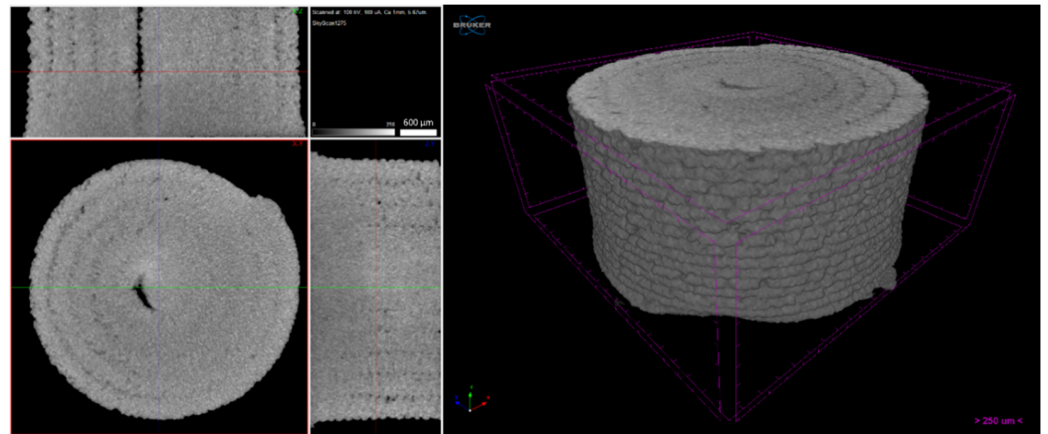 Scanned at: 100 kV, 100 uA, Cu 1mm, 5.67um
SkyScan1275
600 μm
BRUKER
> 250 um <